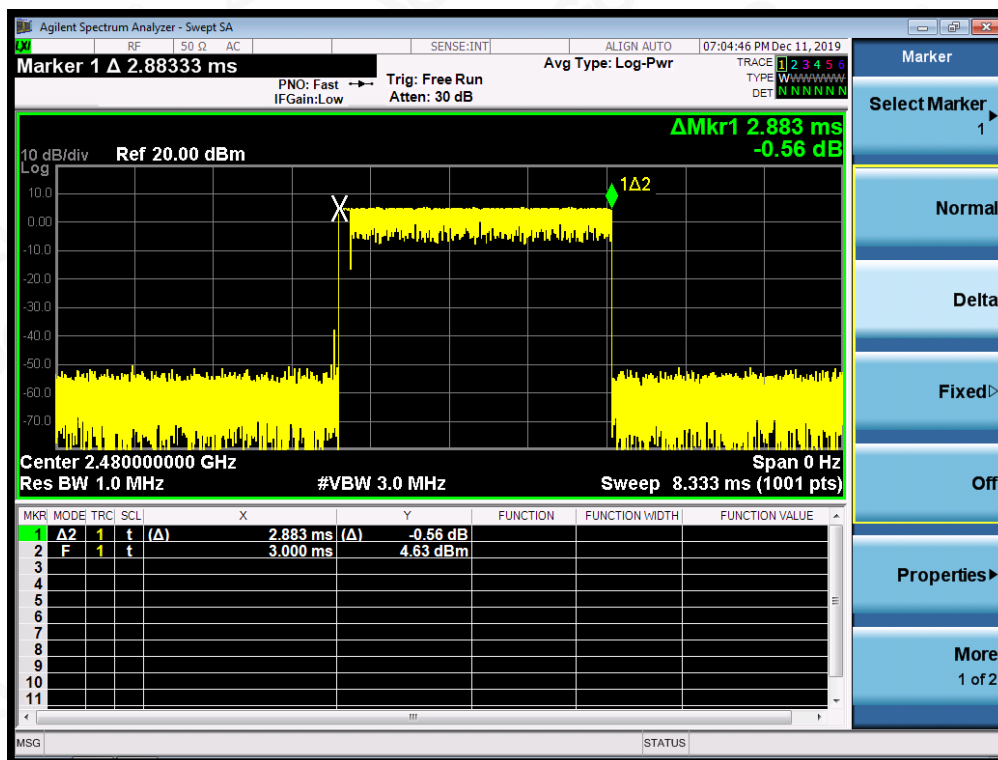 Agilent Spectrum Analyzer - Swept SA
LXI RF 50 Ω AC SENSE:INT ALIGN AUTO 07:04:46 PM Dec 11, 2019
Marker 1 Δ 2.88333 ms
PNO: Fast
IFGain:Low
Trig: Free Run
Atten: 30 dB
Avg Type: Log-Pwr
TRACE 1 2 3 4 5 6
TYPE WWWWWW
DET N N N N N N
ΔMkr1 2.883 ms
-0.56 dB
10 dB/div Ref 20.00 dBm
Log
1Δ2
10.0
0.00
-10.0
-20.0
-30.0
-40.0
-50.0
-60.0
-70.0
Center 2.480000000 GHz Span 0 Hz
Res BW 1.0 MHz #VBW 3.0 MHz Sweep 8.333 ms (1001 pts)
MKR MODE TRC SCL X Y FUNCTION FUNCTION WIDTH FUNCTION VALUE
1 Δ2 1 t (Δ) 2.883 ms (Δ) -0.56 dB
2 F 1 t 3.000 ms 4.63 dBm
3
4
5
6
7
8
9
10
11
MSG STATUS
Marker
Select Marker
1
Normal
Delta
Fixed
Off
Properties
More
1 of 2